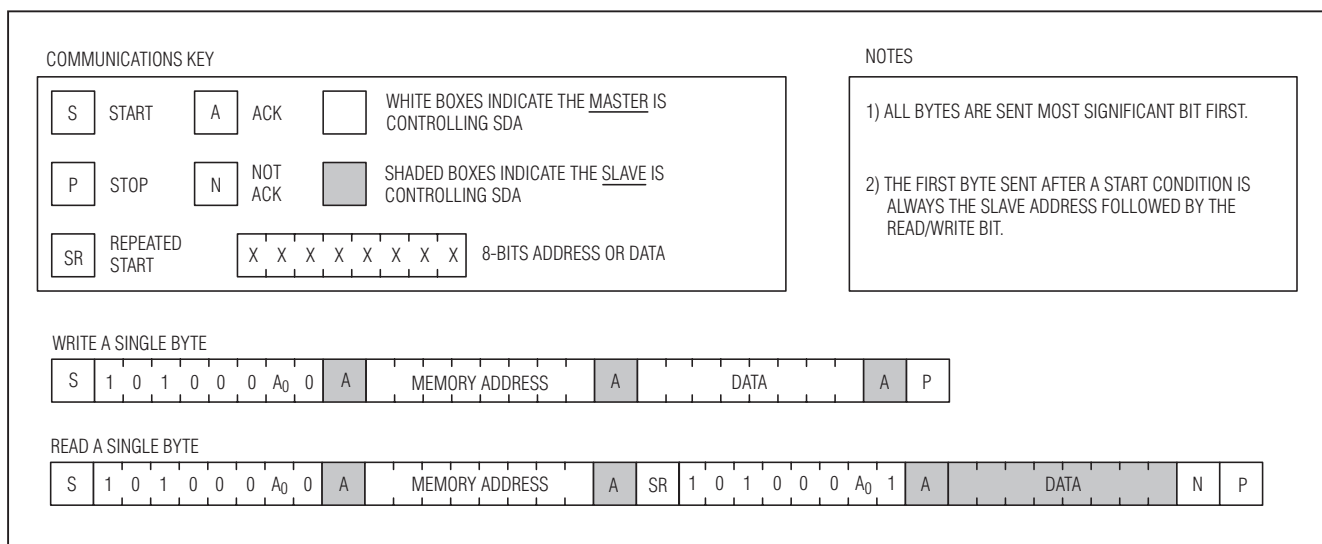 COMMUNICATIONS KEY
S START A ACK WHITE BOXES INDICATE THE MASTER IS
CONTROLLING SDA
P STOP N NOT
ACK
SHADED BOXES INDICATE THE SLAVE IS
CONTROLLING SDA
SR REPEATED
START
X X X X X X X X 8-BITS ADDRESS OR DATA
NOTES
1) ALL BYTES ARE SENT MOST SIGNIFICANT BIT FIRST.
2) THE FIRST BYTE SENT AFTER A START CONDITION IS
ALWAYS THE SLAVE ADDRESS FOLLOWED BY THE
READ/WRITE BIT.
WRITE A SINGLE BYTE
S 1 0 1 0 0 0 A0 0 A MEMORY ADDRESS A DATA A P
READ A SINGLE BYTE
S 1 0 1 0 0 0 A0 0 A MEMORY ADDRESS A SR 1 0 1 0 0 0 A0 1 A DATA N P